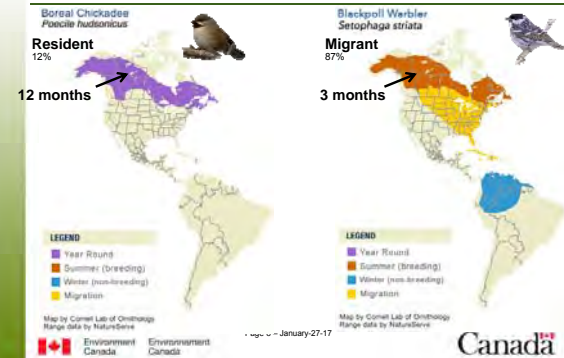 Boreal Chickadee
Poecile hudsonicus
Resident
12%
12 months
LEGEND
Year Round
Summer (breeding)
Winter (non-breeding)
Migration
Map by Cornell Lab of Ornithology
Range data by NatureServe
Blackpoll Warbler
Setophaga striata
Migrant
87%
3 months
LEGEND
Year Round
Summer (breeding)
Winter (non-breeding)
Migration
Map by Cornell Lab of Ornithology
Range data by NatureServe
Environment Canada
Environnement Canada
– January-27-17
Canada